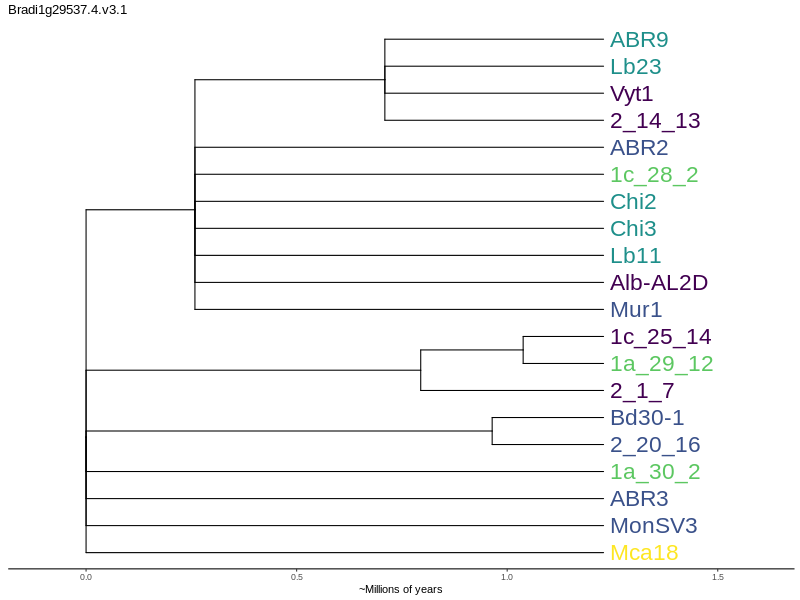 Bradi1g29537.4.v3.1
ABR9
Lb23
Vyt1
2_14_13
ABR2
1c_28_2
Chi2
Chi3
Lb11
Alb-AL2D
Mur1
1c_25_14
1a_29_12
2_1_7
Bd30-1
2_20_16
1a_30_2
ABR3
MonSV3
Mca18
0.0 0.5 1.0 1.5
~Millions of years